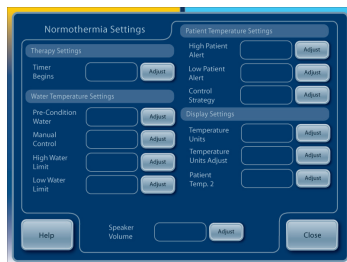 Normothermia Settings
Therapy Settings
Timer
Begins
Adjust
Water Temperature Settings
Pre-Condition
Water
Adjust
Manual
Control
Adjust
High Water
Limit
Adjust
Low Water
Limit
Adjust
Patient Temperature Settings
High Patient
Alert
Adjust
Low Patient
Alert
Adjust
Control
Strategy
Adjust
Display Settings
Temperature
Units
Adjust
Temperature
Units Adjust
Adjust
Patient
Temp. 2
Adjust
Help
Speaker
Volume
Adjust
Close